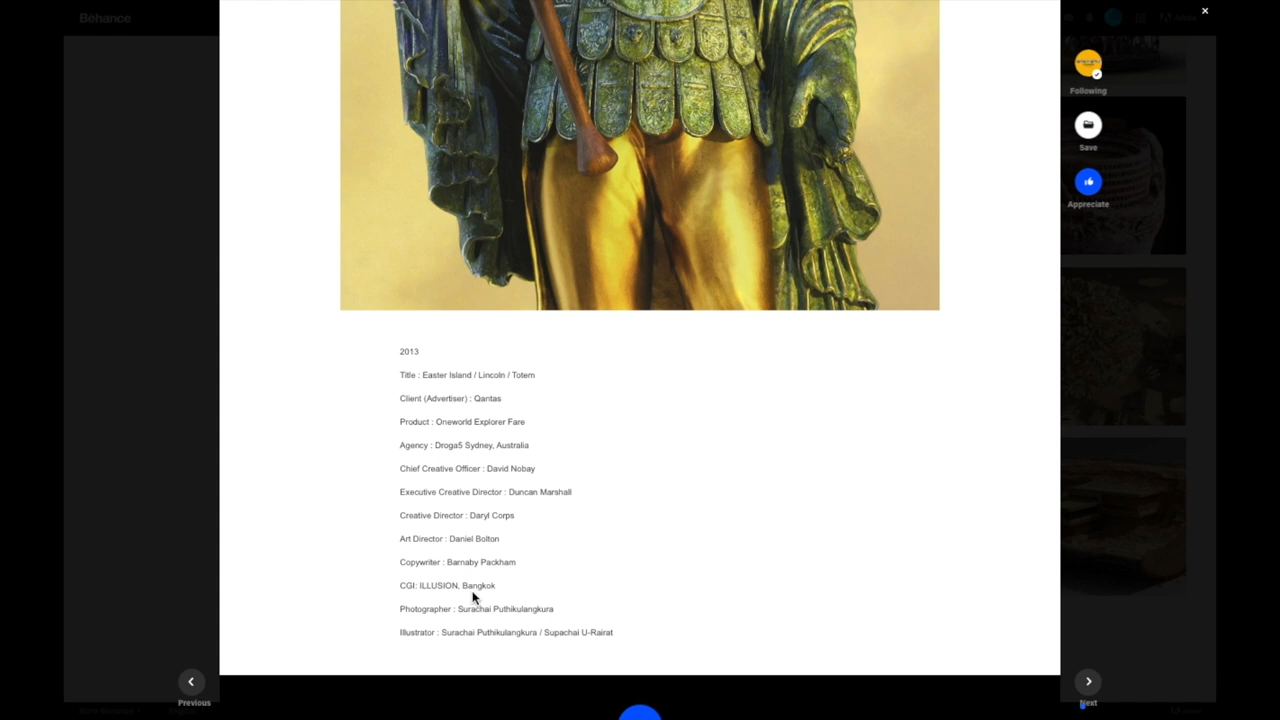 Bēhance
Following
Save
Appreciate
2013
Title : Easter Island / Lincoln / Totem
Client (Advertiser) : Qantas
Product : Oneworld Explorer Fare
Agency : Droga5 Sydney, Australia
Chief Creative Officer : David Nobay
Executive Creative Director : Duncan Marshall
Creative Director : Daryl Corps
Art Director : Daniel Bolton
Copywriter : Barnaby Packham
CGI: ILLUSION, Bangkok
Photographer : Surachai Puthikulangkura
Illustrator : Surachai Puthikulangkura / Supachai U-Rairat
Previous
Next